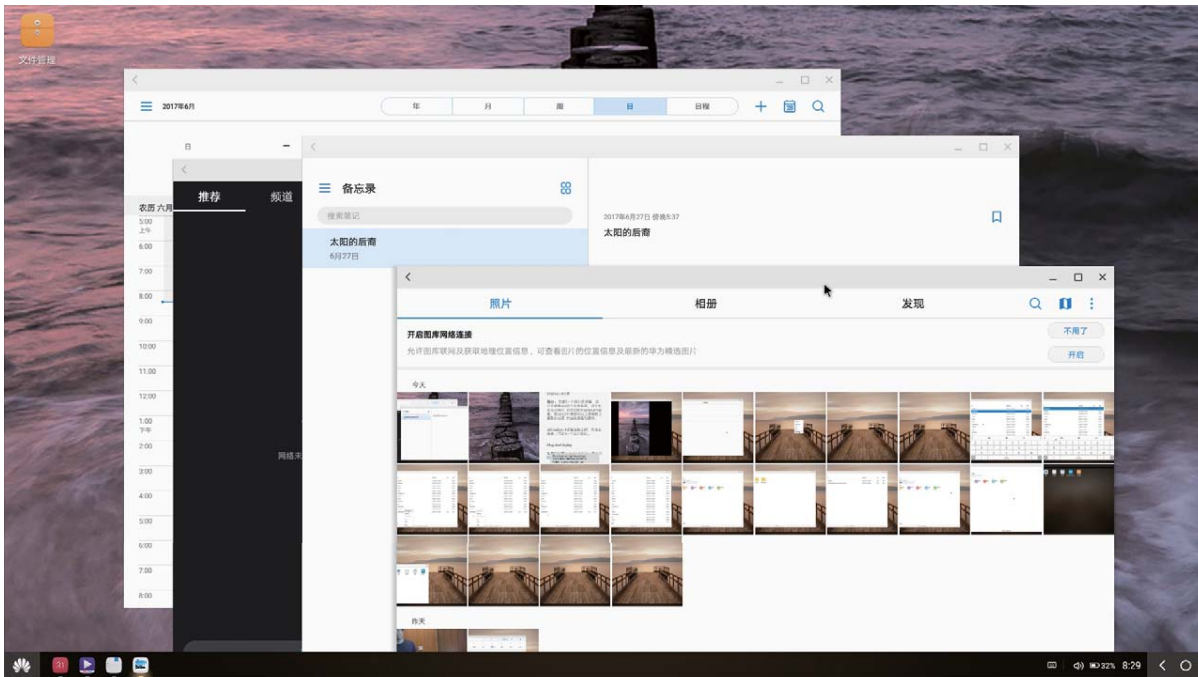 文件管理
2017年6月
年 月 周 日 日程
日
农历 六月
5:00
上午
6:00
7:00
8:00
9:00
10:00
11:00
12:00
1:00
下午
2:00
3:00
4:00
5:00
6:00
7:00
8:00
推荐 频道
网络未
备忘录
搜索笔记
太阳的后裔
6月27日
2017年6月27日 傍晚5:37
太阳的后裔
照片 相册 发现
开启图库网络连接
允许图库联网及获取地理位置信息，可查看图片的位置信息及最新的华为精选图片
不用了
开启
今天
昨天
31
32% 8:29